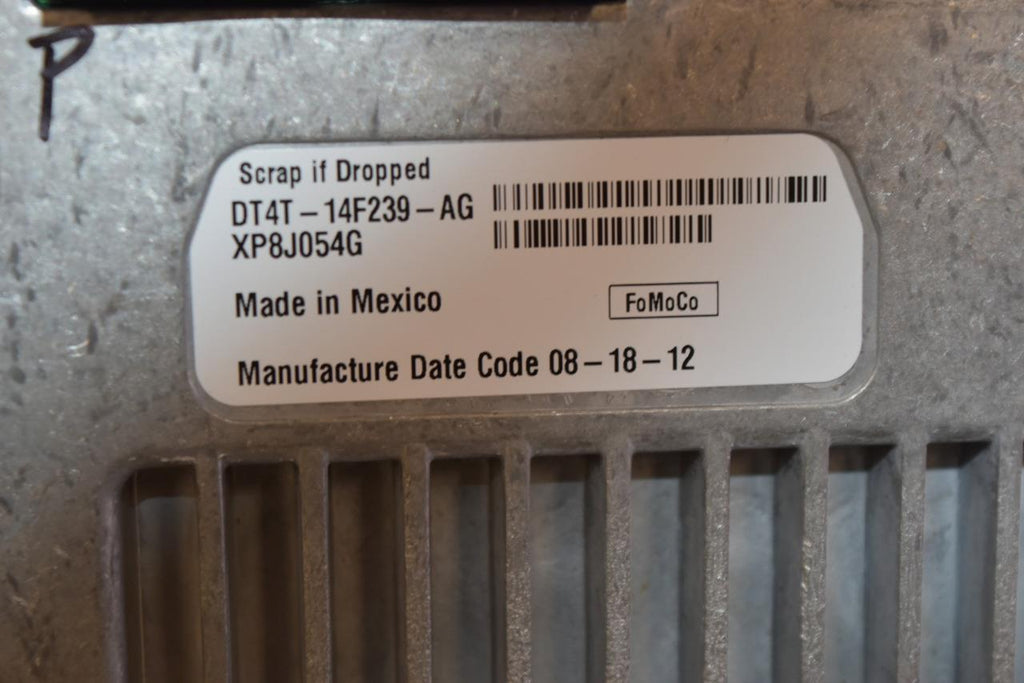 P
Scrap if Dropped
DT4T-14F239-AG
XP8J054G
Made in Mexico
FoMoCo
Manufacture Date Code 08-18-12